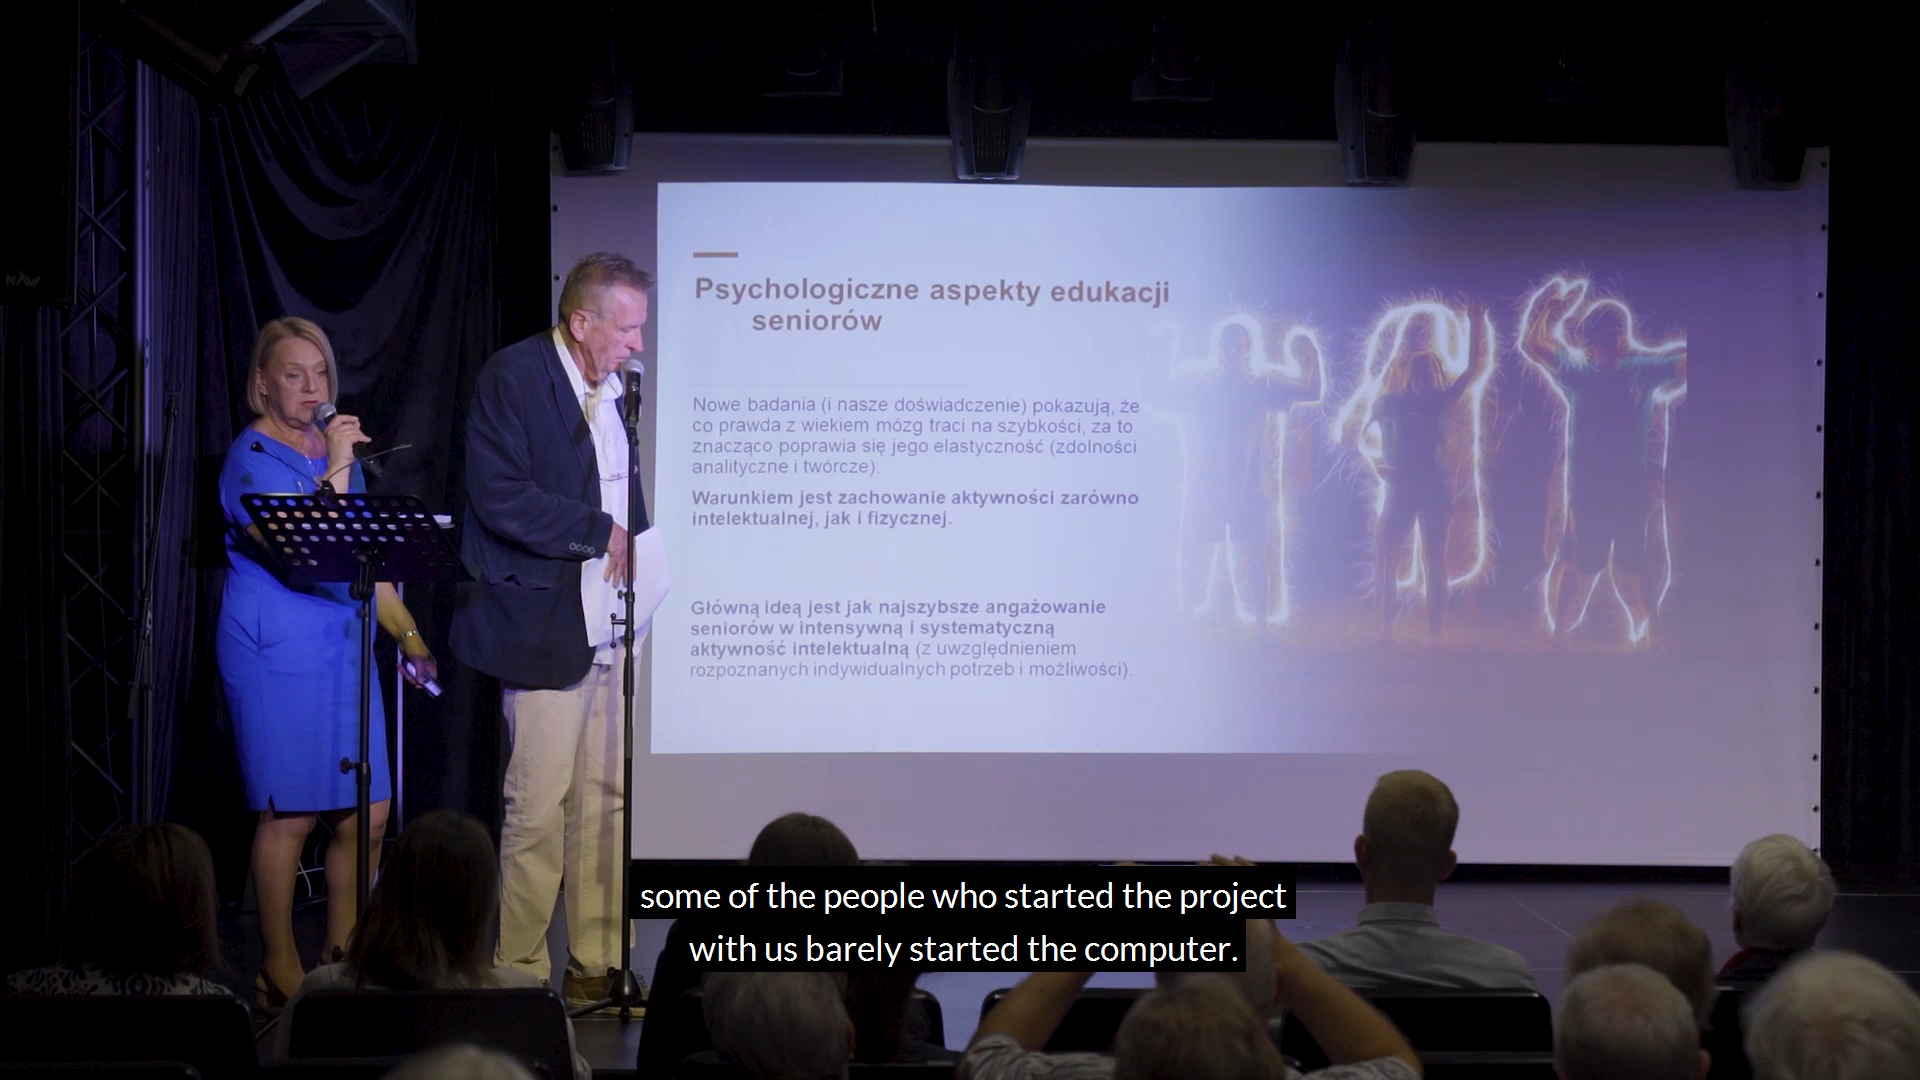 Psychologiczne aspekty edukacji
seniorów
Nowe badania (i nasze doświadczenie) pokazują, że
co prawda z wiekiem mózg traci na szybkości, za to
znacząco poprawia się jego elastyczność (zdolności
analityczne i twórcze).
Warunkiem jest zachowanie aktywności zarówno
intelektualnej, jak i fizycznej.
Główną ideą jest jak najszybsze angażowanie
seniorów w intensywną i systematyczną
aktywność intelektualną (z uwzględnieniem
rozpoznanych indywidualnych potrzeb i możliwości).
some of the people who started the project
with us barely started the computer.